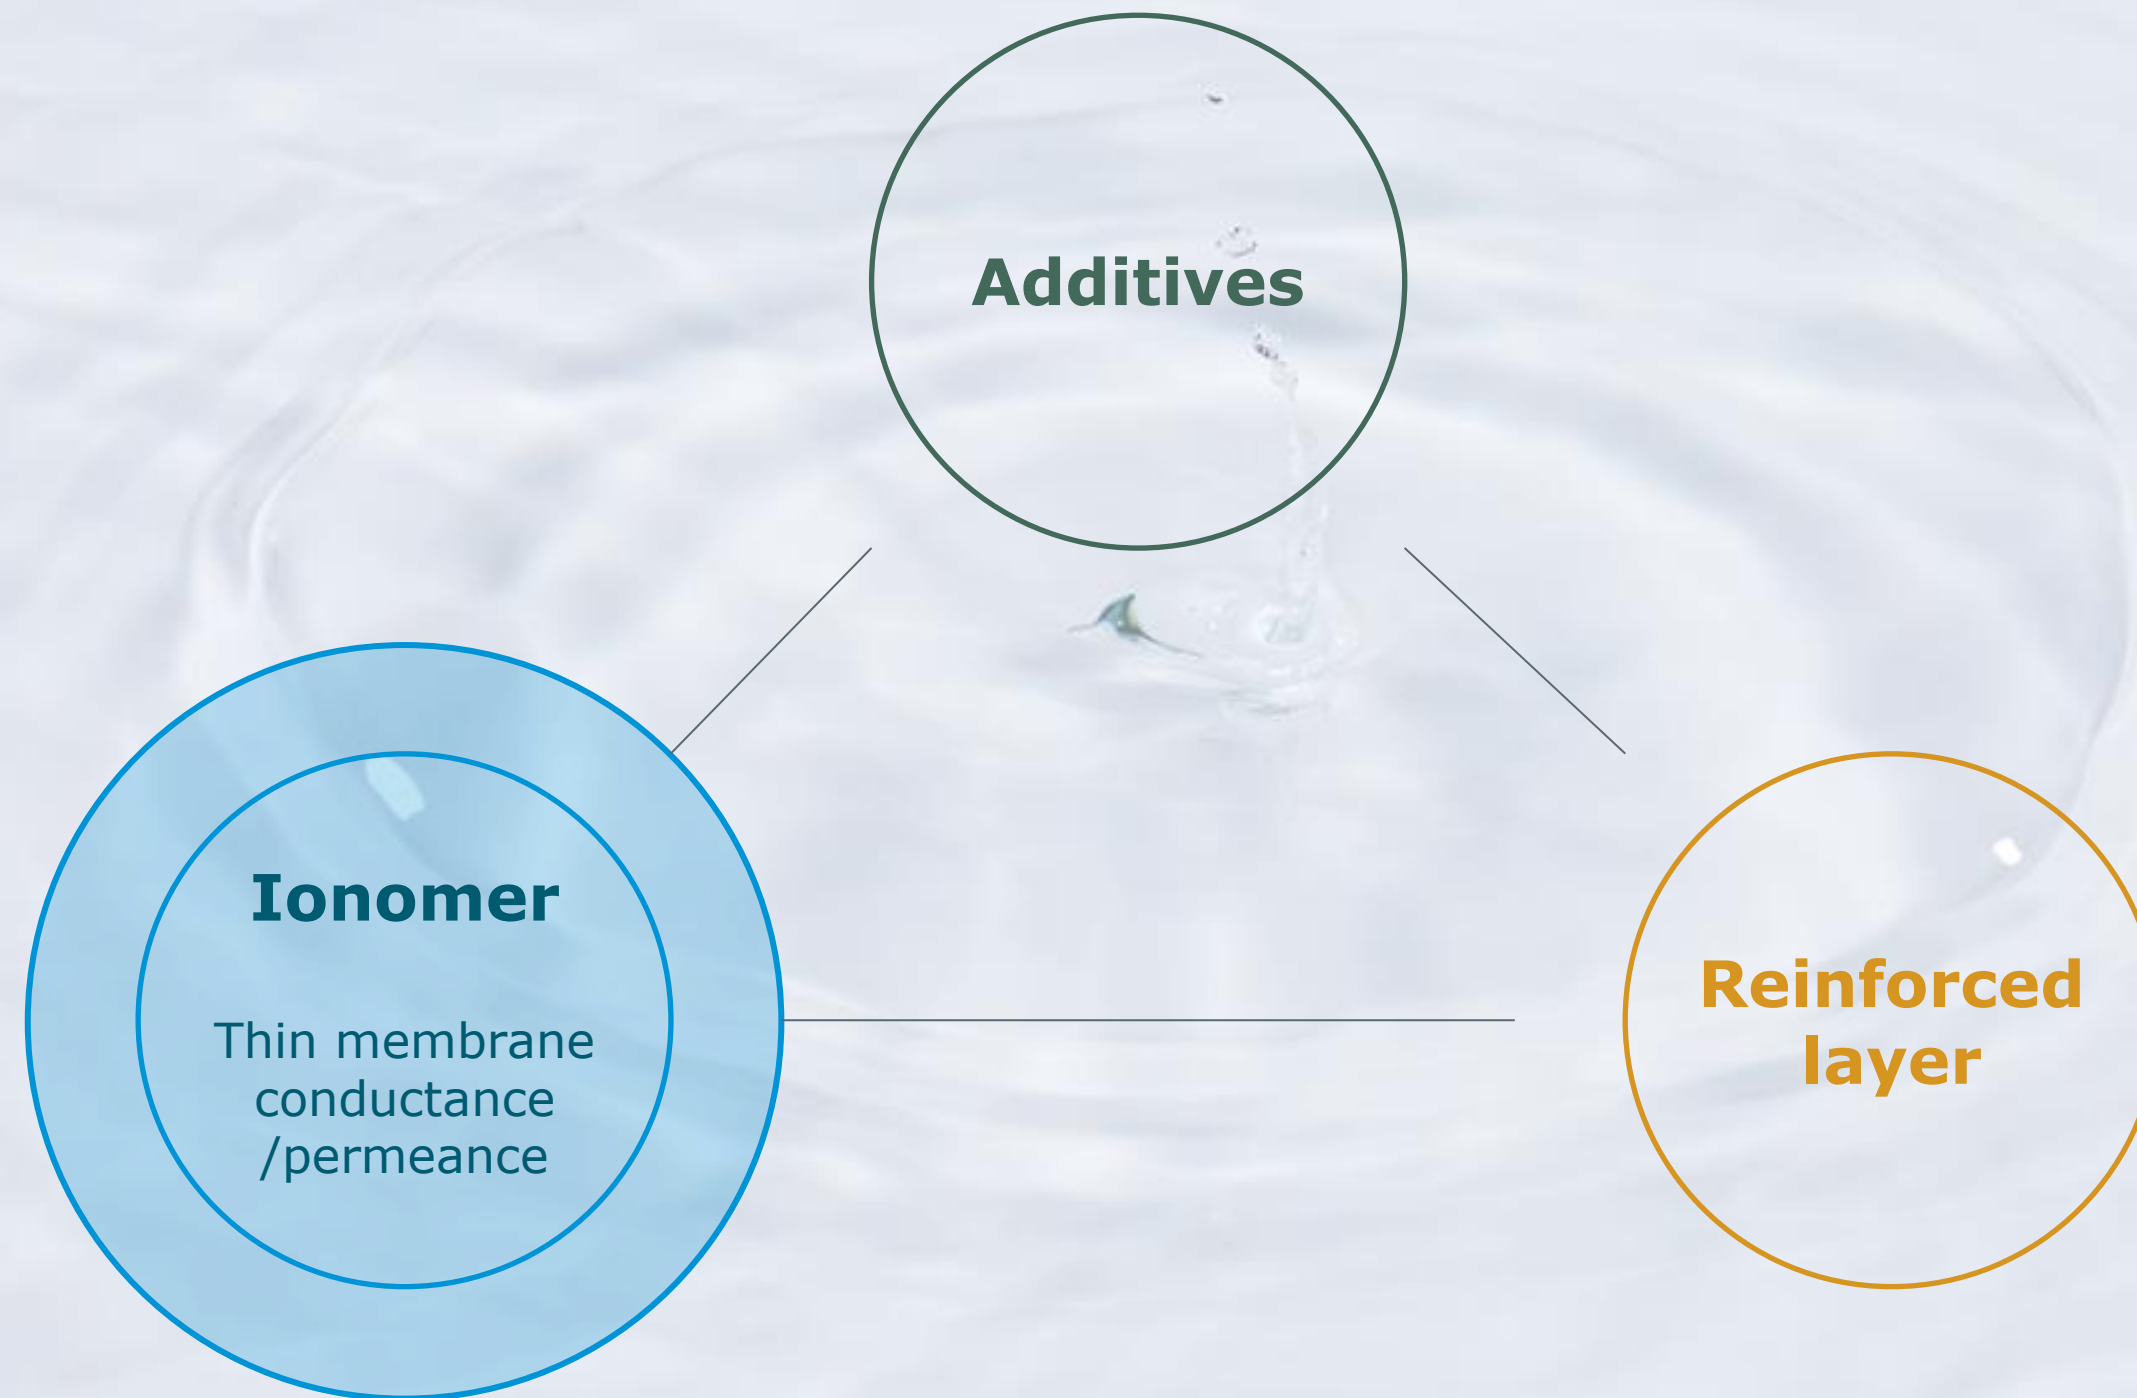 Additives
Ionomer
Thin membrane
conductance
/permeance
Reinforced
layer